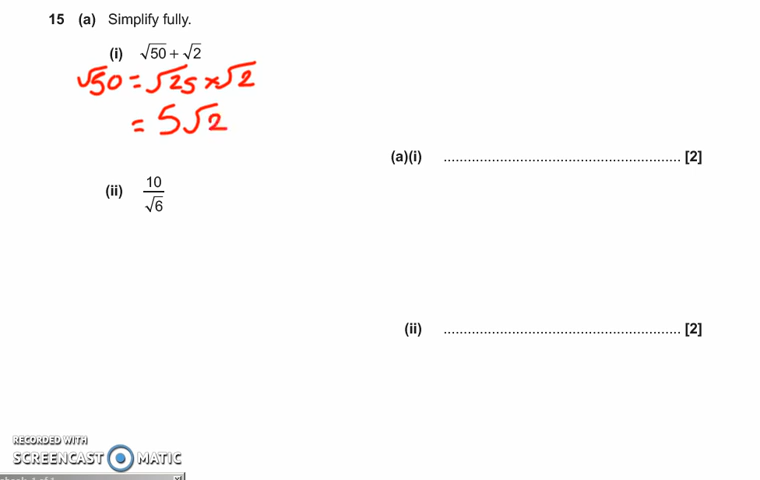 15 (a) Simplify fully.
(i) √50 + √2
√50 = √25 × √2
= 5√2
(a)(i) ........................................................... [2]
(ii) 10/√6
(ii) ........................................................... [2]
RECORDED WITH
SCREENCAST MATIC